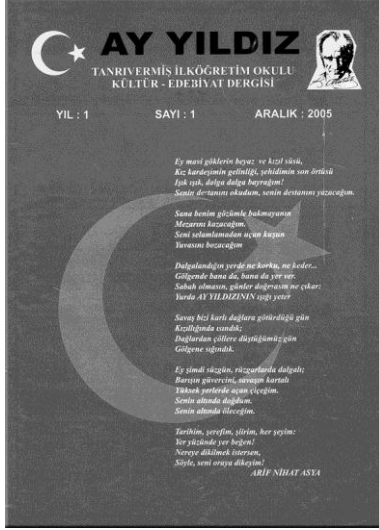 AY YILDIZ
TANRIVERMİŞ İLKÖĞRETİM OKULU
KÜLTÜR - EDEBİYAT DERGİSİ
YIL : 1 SAYI : 1 ARALIK : 2005
Ey mavi göklerin beyaz ve kızıl süsü,
Kız kardeşimin gelinliği, şehidimin son örtüsü
Işık ışık, dalga dalga bayrağım!
Senin destanını okudum, senin destanını yazacağım.
Sana benim gözümle bakmayanın
Mezarını kazacağım.
Seni selamlamadan uçan kuşun
Yuvasını bozacağım
Dalgalandığın yerde ne korku, ne keder...
Gölgende bana da, bana da yer ver.
Sabah olmasın, günler doğmasın ne çıkar:
Yurda AY YILDIZININ ışığı yeter
Savaş bizi karlı dağlara götürdüğü gün
Kızıllığında ısındık;
Dağlardan çöllere düştüğümüz gün
Gölgene sığındık.
Ey şimdi süzgün, rüzgarlarda dalgalı;
Barışın güvercini, savaşın kartalı
Yüksek yerlerde açan çiçeğim.
Senin altında doğdum.
Senin altında öleceğim.
Tarihim, şerefim, şiirim, her şeyim:
Yer yüzünde yer beğen!
Nereye dikilmek istersen,
Söyle, seni oraya dikeyim!
ARİF NİHAT ASYA